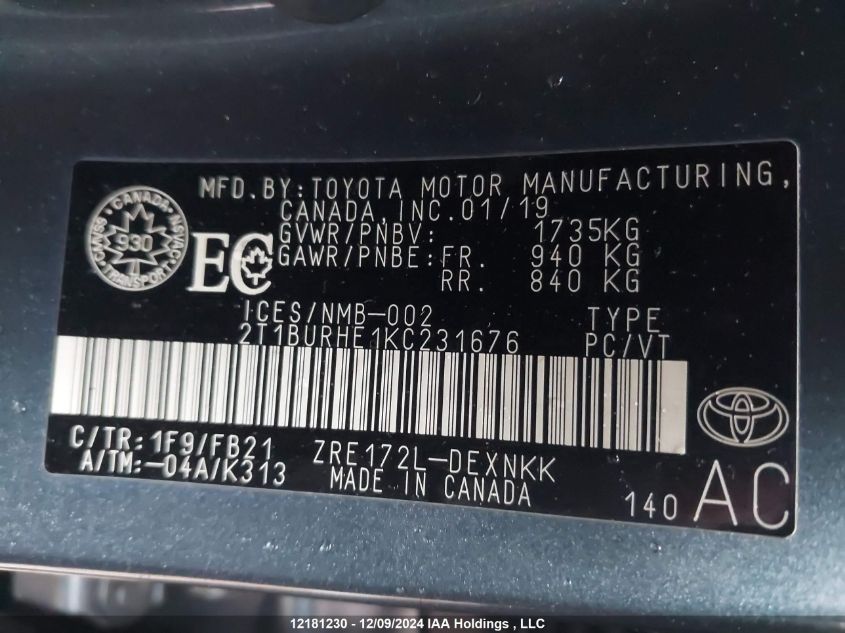 MFD.BY:TOYOTA MOTOR MANUFACTURING,
CANADA,INC.01/19
GVWR/PNBV: 1735KG
GAWR/PNBE:FR. 940 KG
RR. 840 KG
CANADA
930
TRANSPORT
EC
ICES/NMB-002
TYPE
2T1BURHE1KC231676
PC/VT
C/TR:1F9/FB21
ZRE172L-DEXNKK
A/TM:-04A/K313
MADE IN CANADA
140 AC
12181230 - 12/09/2024 IAA Holdings , LLC